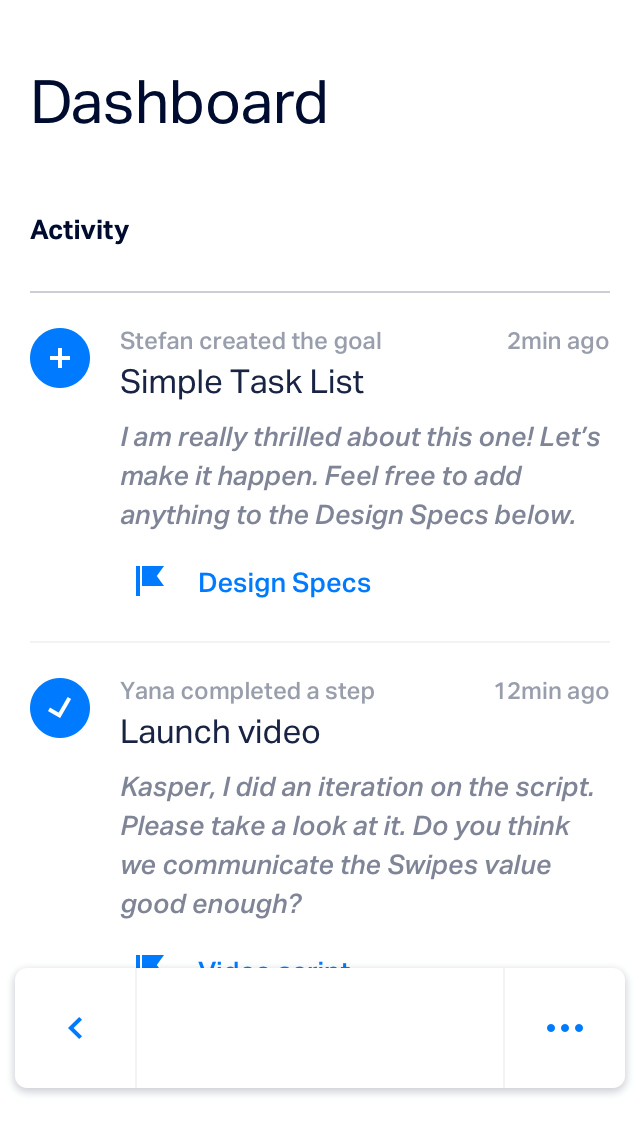 Dashboard
Activity
Stefan created the goal 2min ago
Simple Task List
I am really thrilled about this one! Let’s
make it happen. Feel free to add
anything to the Design Specs below.
Design Specs
Yana completed a step 12min ago
Launch video
Kasper, I did an iteration on the script.
Please take a look at it. Do you think
we communicate the Swipes value
good enough?
Video script